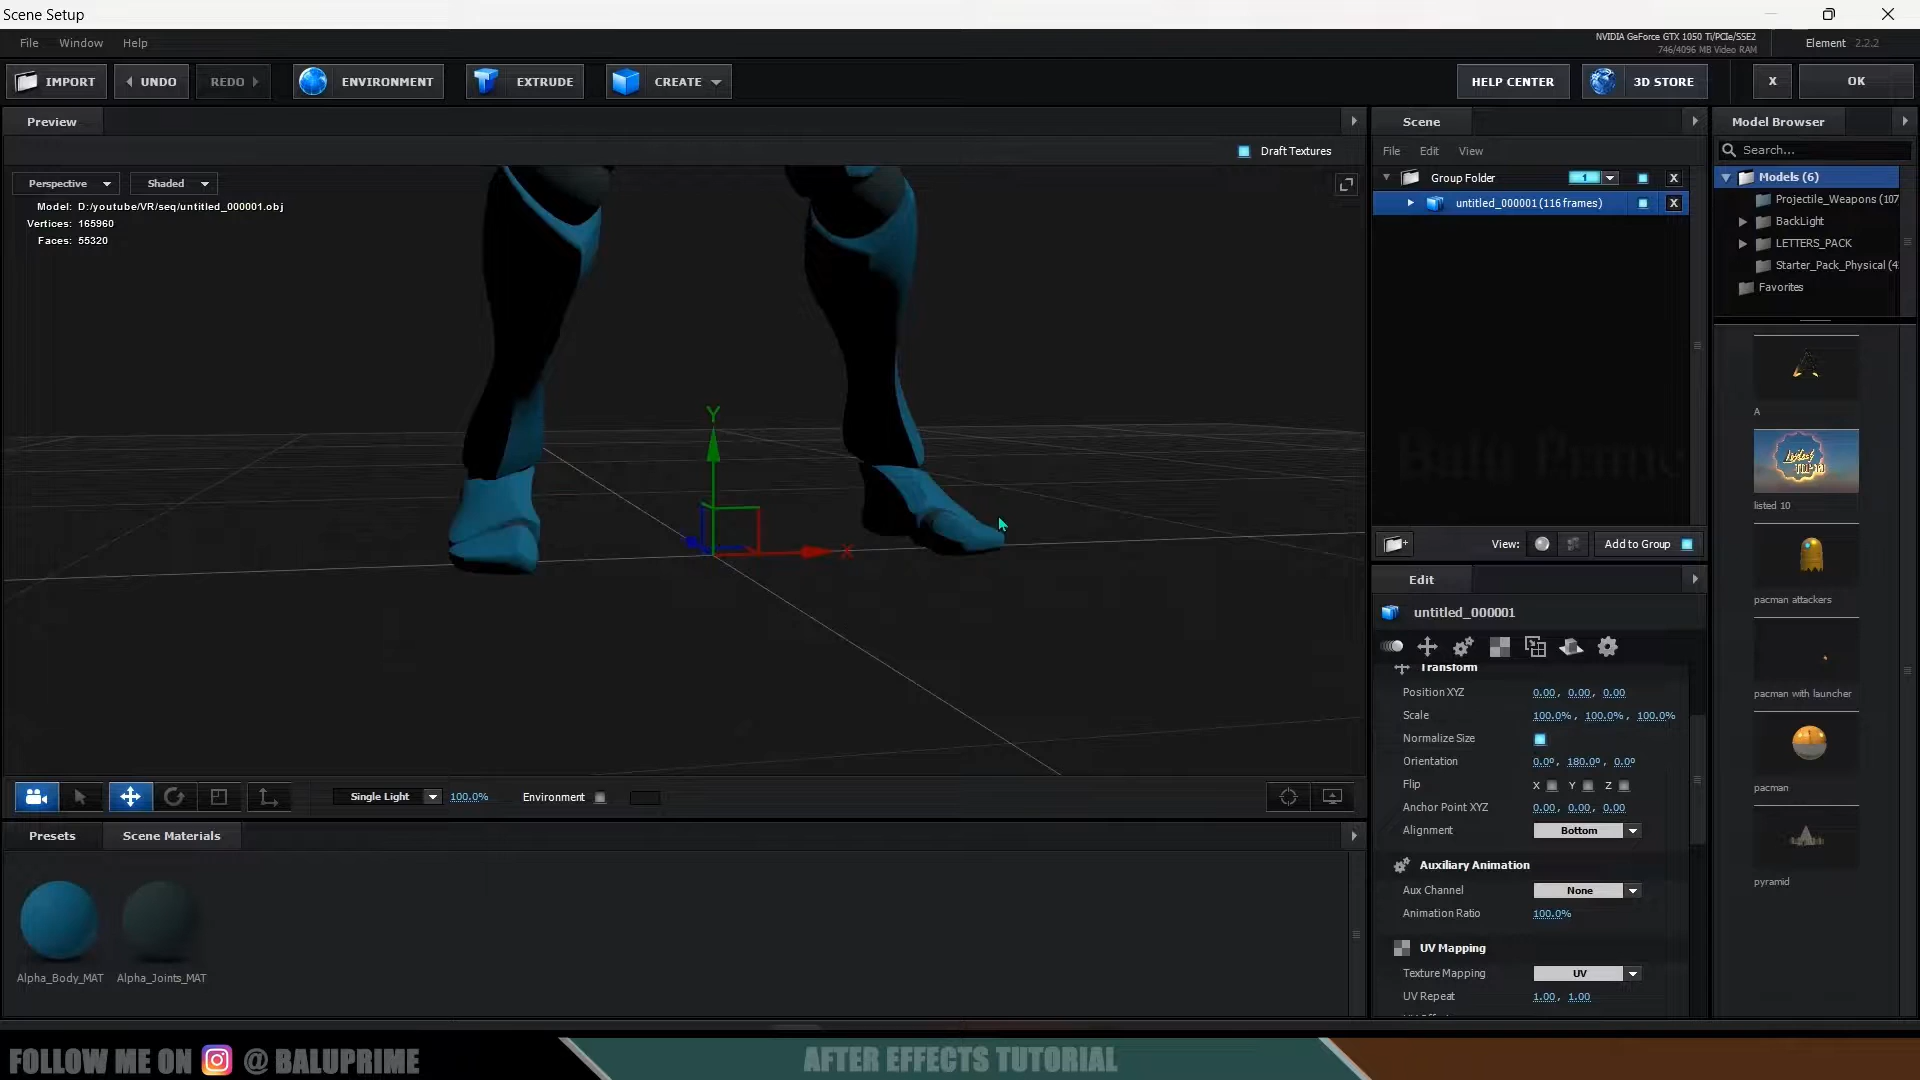 Scene Setup
File Window Help
NVIDIA GeForce GTX 1050 Ti/PCIe/SSE2
746/4096 MB Video RAM
Element 2.2.2
IMPORT UNDO REDO ENVIRONMENT EXTRUDE CREATE HELP CENTER 3D STORE X OK
Preview
Draft Textures
Perspective Shaded
Model: D:/youtube/VR/seq/untitled_000001.obj
Vertices: 165960
Faces: 55320
Y
X
Single Light 100.0% Environment
Presets Scene Materials
Alpha_Body_MAT Alpha_Joints_MAT
Scene
File Edit View
Group Folder 1 X
untitled_000001 (116 frames) X
Balu Prime
View: Add to Group
Edit
untitled_000001
Transform
Position XYZ 0.00, 0.00, 0.00
Scale 100.0%, 100.0%, 100.0%
Normalize Size
Orientation 0.0º, 180.0º, 0.0º
Flip X Y Z
Anchor Point XYZ 0.00, 0.00, 0.00
Alignment Bottom
Auxiliary Animation
Aux Channel None
Animation Ratio 100.0%
UV Mapping
Texture Mapping UV
UV Repeat 1.00, 1.00
Model Browser
Search...
Models (6)
Projectile_Weapons (107
BackLight
LETTERS_PACK
Starter_Pack_Physical (4
Favorites
A
listed 10
pacman attackers
pacman with launcher
pacman
pyramid
FOLLOW ME ON @ BALUPRIME
AFTER EFFECTS TUTORIAL